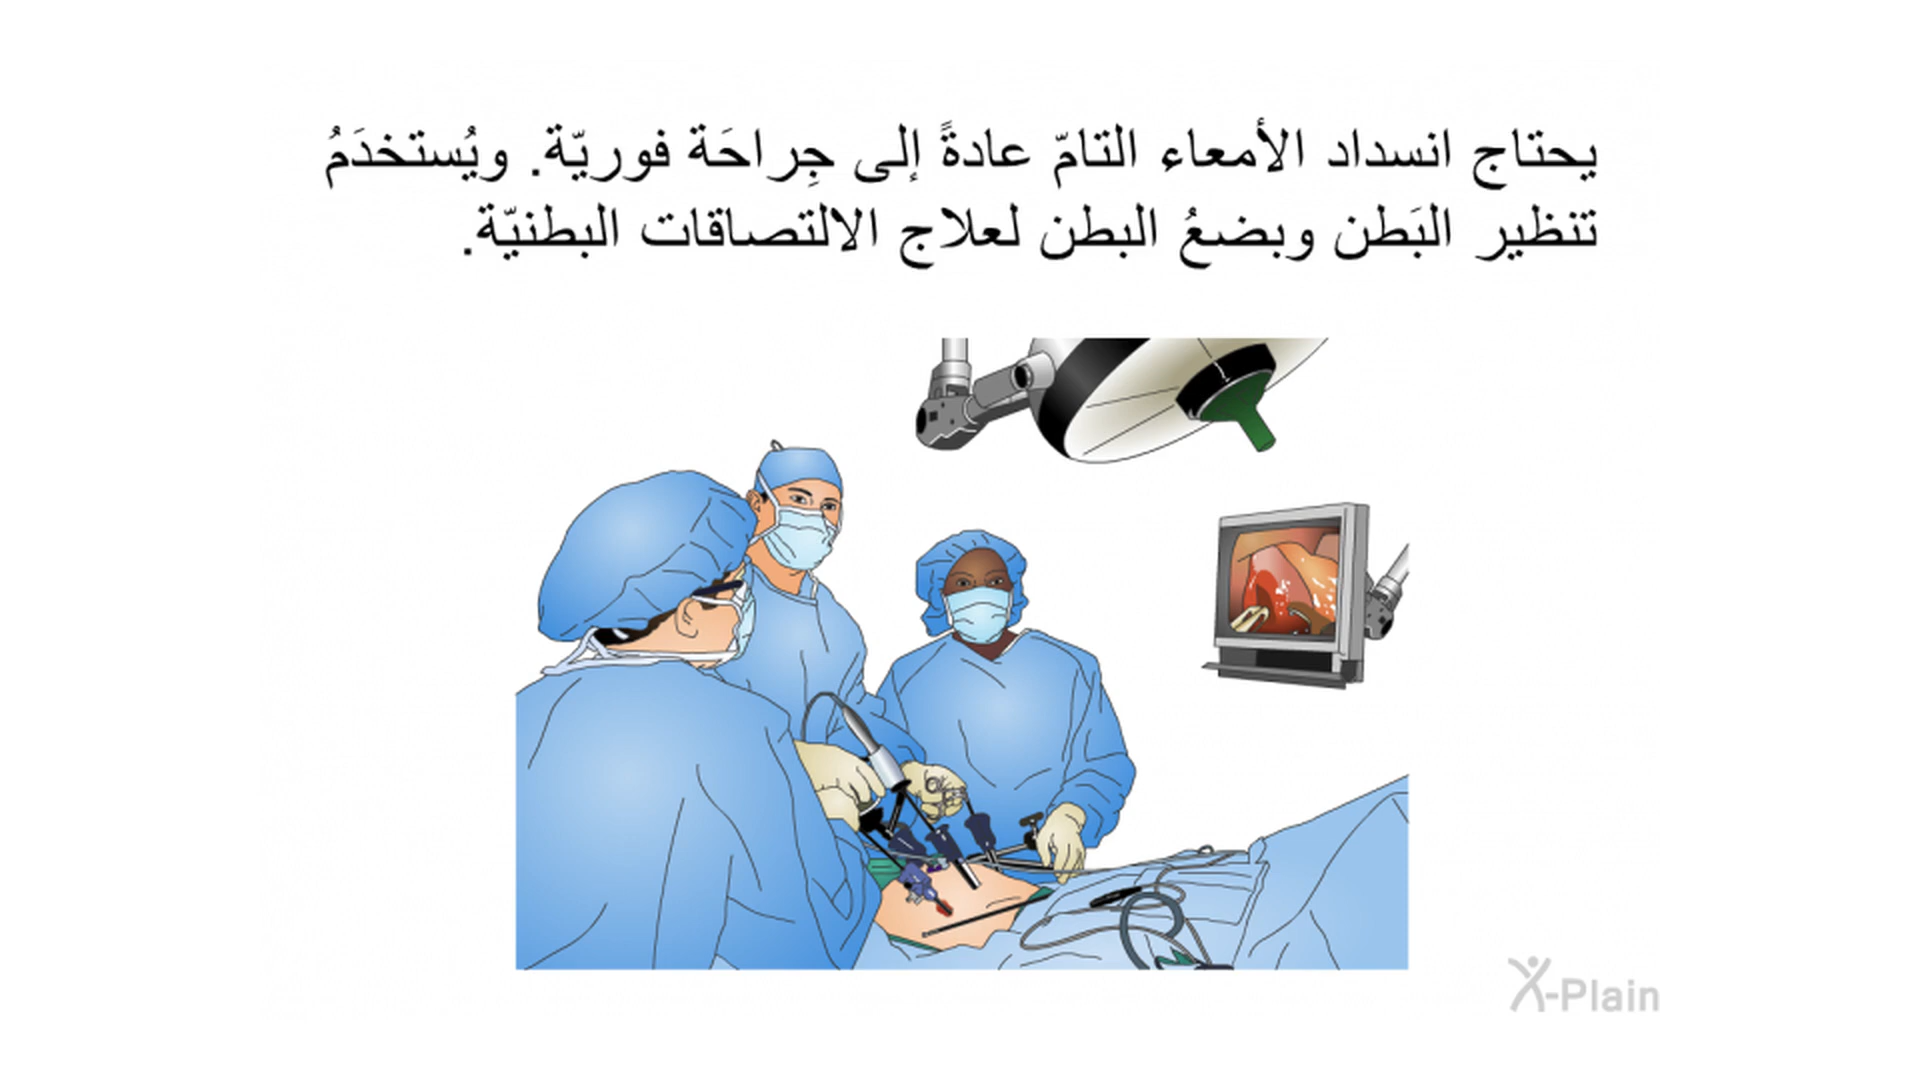 يحتاج انسداد الأمعاء التامّ عادةً إلى جِراحَة فوريّة. ويُستخدَمُ
تنظير البَطن وبضعُ البطن لعلاج الالتصاقات البطنيّة.
X-Plain